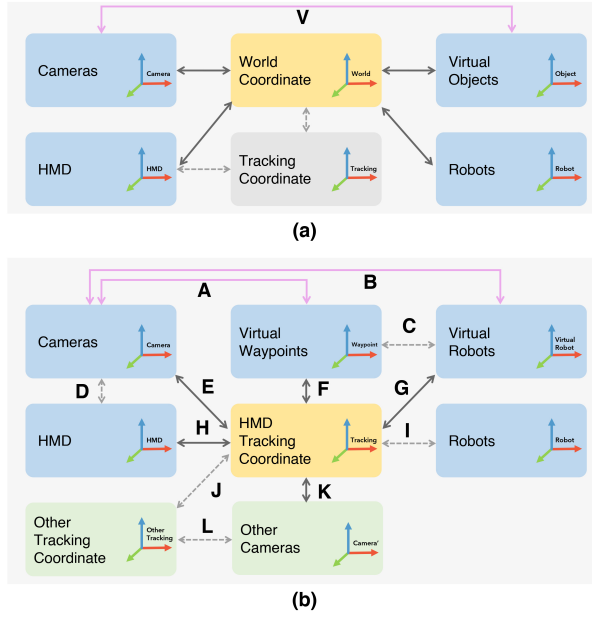 V
Cameras
Camera
World
Coordinate
World
Virtual
Objects
Object
HMD
HMD
Tracking
Coordinate
Tracking
Robots
Robot
(a)
B
A
Cameras
Camera
Virtual
Waypoints
Waypoint
C
Virtual
Robots
Virtual
Robot
D
E
F
G
HMD
HMD
H
HMD
Tracking
Coordinate
Tracking
I
Robots
Robot
J
K
Other
Tracking
Coordinate
Other
Tracking
L
Other
Cameras
Camera'
(b)